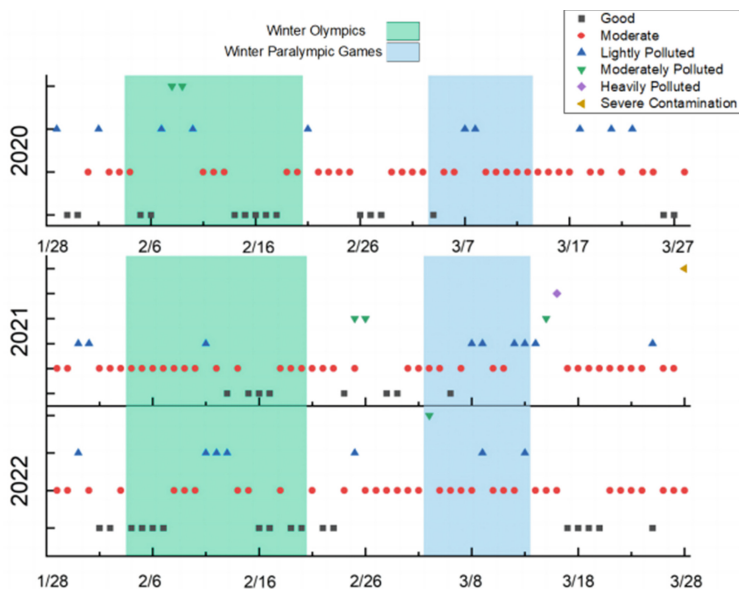 Winter Olympics
Winter Paralympic Games
Good
Moderate
Lightly Polluted
Moderately Polluted
Heavily Polluted
Severe Contamination
2020
1/28 2/6 2/16 2/26 3/7 3/17 3/27
2021
2022
1/28 2/6 2/16 2/26 3/8 3/18 3/28